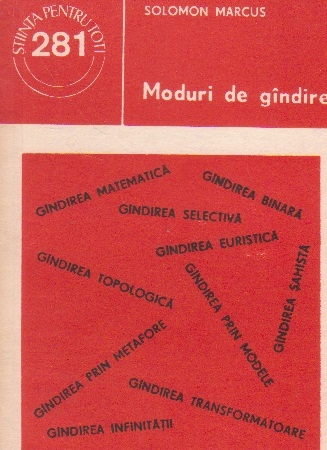 ȘTIINȚA PENTRU TOȚI
281
SOLOMON MARCUS
Moduri de gîndire
GÎNDIREA MATEMATICĂ
GÎNDIREA BINARĂ
GÎNDIREA SELECTIVĂ
GÎNDIREA EURISTICĂ
GÎNDIREA ȘAHISTĂ
GÎNDIREA TOPOLOGICĂ
GÎNDIREA PRIN MODELE
GÎNDIREA PRIN METAFORE
GÎNDIREA TRANSFORMATOARE
GÎNDIREA INFINITĂȚII